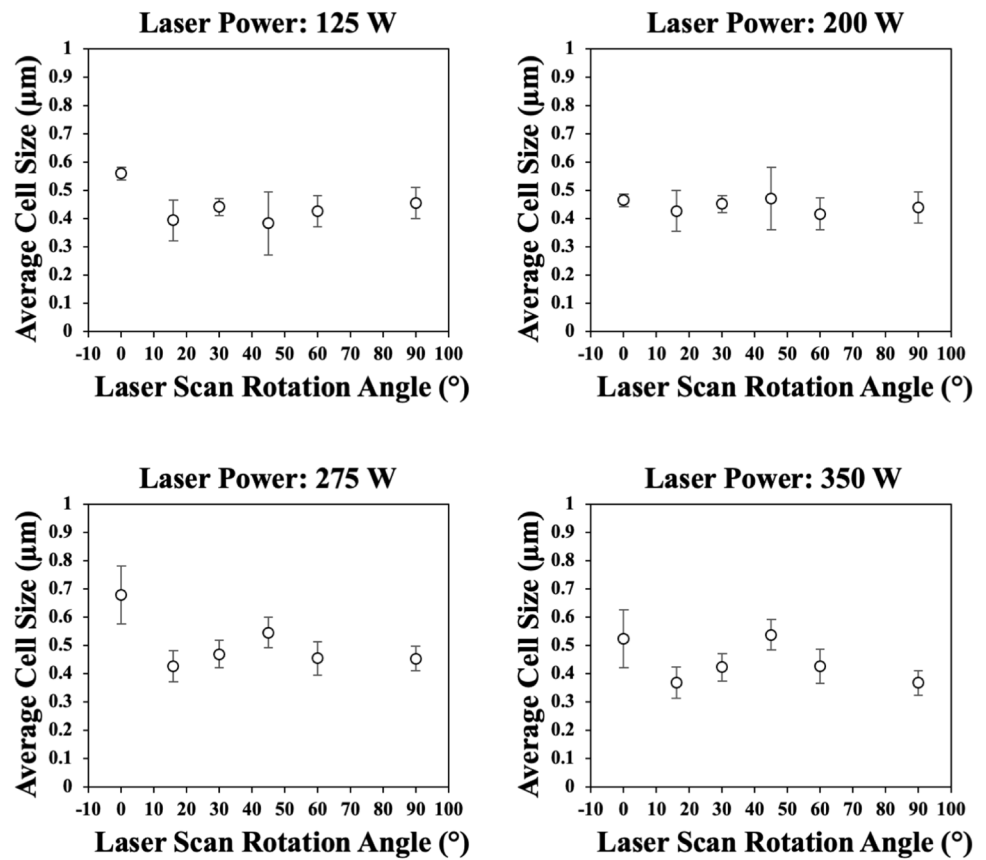 Laser Power: 125 W
Average Cell Size (µm)
1
0.9
0.8
0.7
0.6
0.5
0.4
0.3
0.2
0.1
0
-10 0 10 20 30 40 50 60 70 80 90 100
Laser Scan Rotation Angle (°)
Laser Power: 200 W
Average Cell Size (µm)
1
0.9
0.8
0.7
0.6
0.5
0.4
0.3
0.2
0.1
0
-10 0 10 20 30 40 50 60 70 80 90 100
Laser Scan Rotation Angle (°)
Laser Power: 275 W
Average Cell Size (µm)
1
0.9
0.8
0.7
0.6
0.5
0.4
0.3
0.2
0.1
0
-10 0 10 20 30 40 50 60 70 80 90 100
Laser Scan Rotation Angle (°)
Laser Power: 350 W
Average Cell Size (µm)
1
0.9
0.8
0.7
0.6
0.5
0.4
0.3
0.2
0.1
0
-10 0 10 20 30 40 50 60 70 80 90 100
Laser Scan Rotation Angle (°)